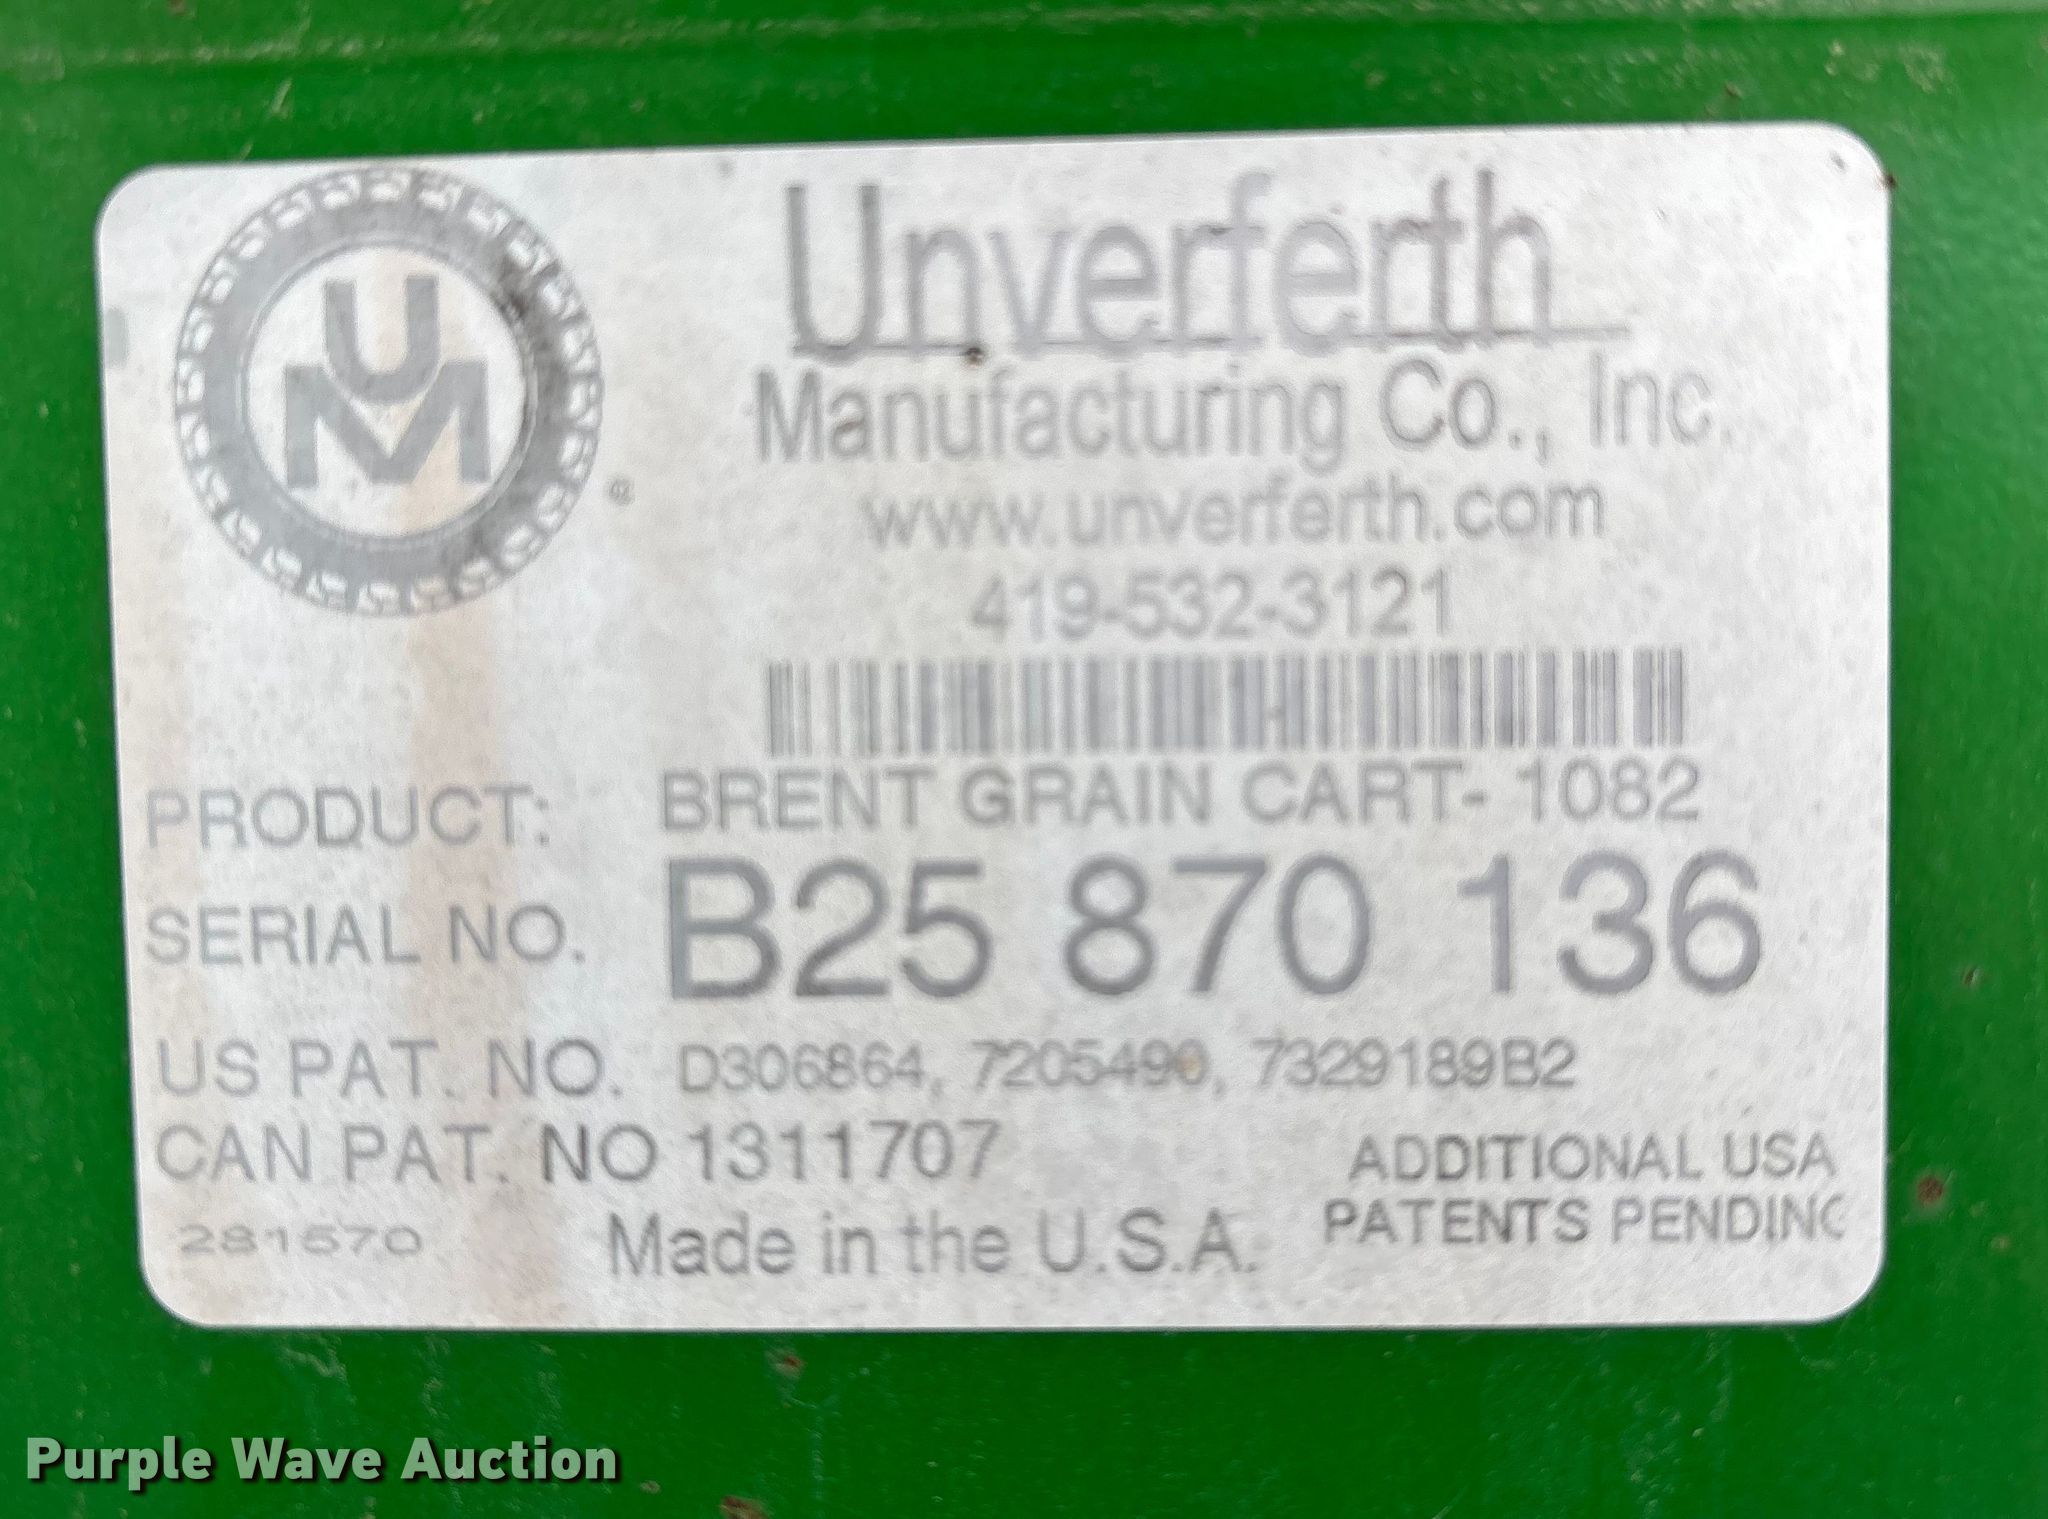 UM
Unverferth
Manufacturing Co., Inc.
www.unverferth.com
419-532-3121
PRODUCT: BRENT GRAIN CART- 1082
SERIAL NO. B25 870 136
US PAT. NO. D306864, 7205490, 7329189B2
CAN PAT. NO 1311707
ADDITIONAL USA
PATENTS PENDING
281570
Made in the U.S.A.
Purple Wave Auction